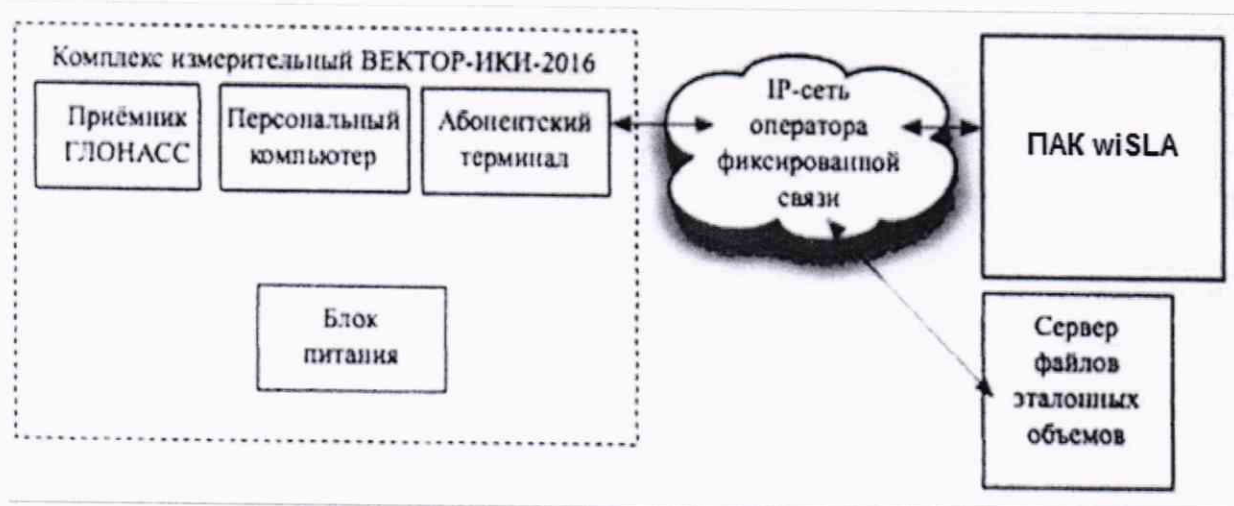 Комплекс измерительный ВЕКТОР-ИКИ-2016
Приёмник
ГЛОНАСС
Персональный
компьютер
Абонентский
терминал
Блок
питания
IP-сеть
оператора
фиксированной
связи
ПАК wiSLA
Сервер
файлов
эталонных
объемов